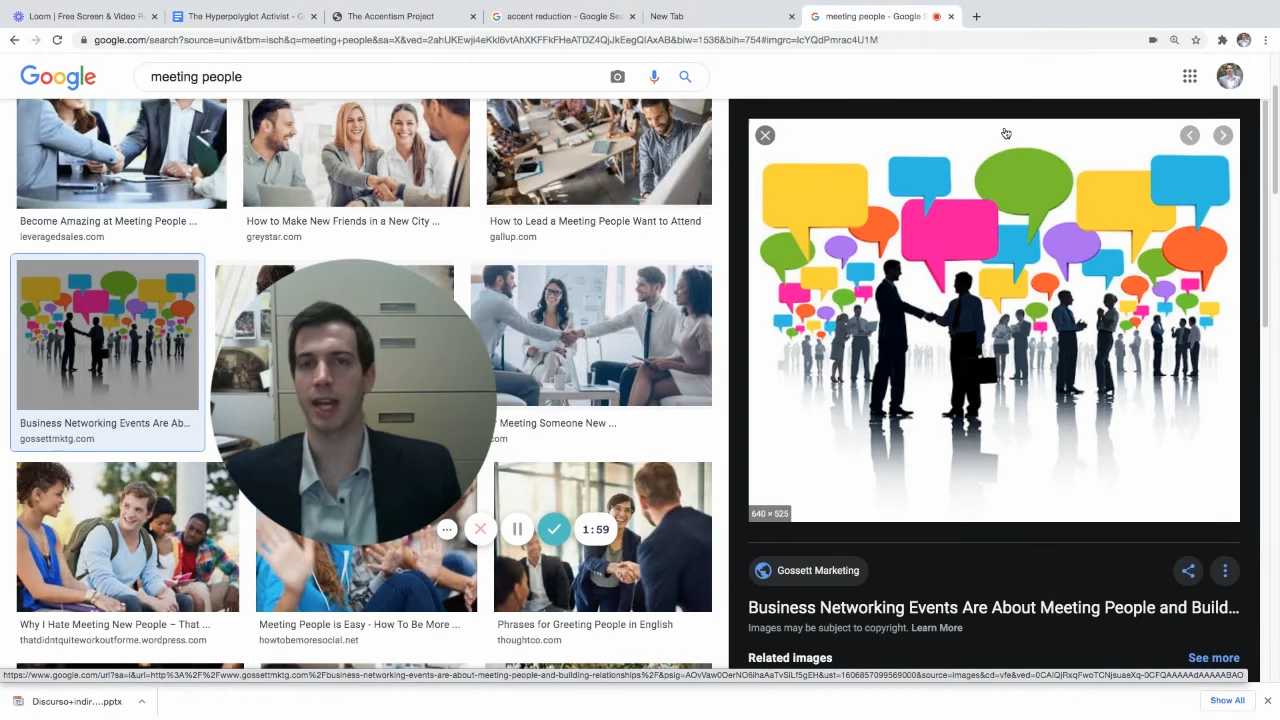 Loom | Free Screen & Video Re
The Hyperpolyglot Activist - G
The Accentism Project
accent reduction - Google Sea
New Tab
meeting people - Google S
google.com/search?source=univ&tbm=isch&q=meeting+people&sa=X&ved=2ahUKEwji4eKkl6vtAhXKFFkFHeATDZ4QjJkEegQIAxAB&biw=1536&bih=754#imgrc=IcYQdPmrac4U1M
Google
meeting people
Become Amazing at Meeting People ...
leveragedsales.com
How to Make New Friends in a New City ...
greystar.com
How to Lead a Meeting People Want to Attend
gallup.com
Business Networking Events Are Ab...
gossettmktg.com
Meeting Someone New ...
com
1:59
Why I Hate Meeting New People – That ...
thatdidntquiteworkoutforme.wordpress.com
Meeting People is Easy - How To Be More ...
howtobemoresocial.net
Phrases for Greeting People in English
thoughtco.com
640 × 525
Gossett Marketing
Business Networking Events Are About Meeting People and Build...
Images may be subject to copyright. Learn More
Related images
See more
Discurso+indir....pptx
Show All